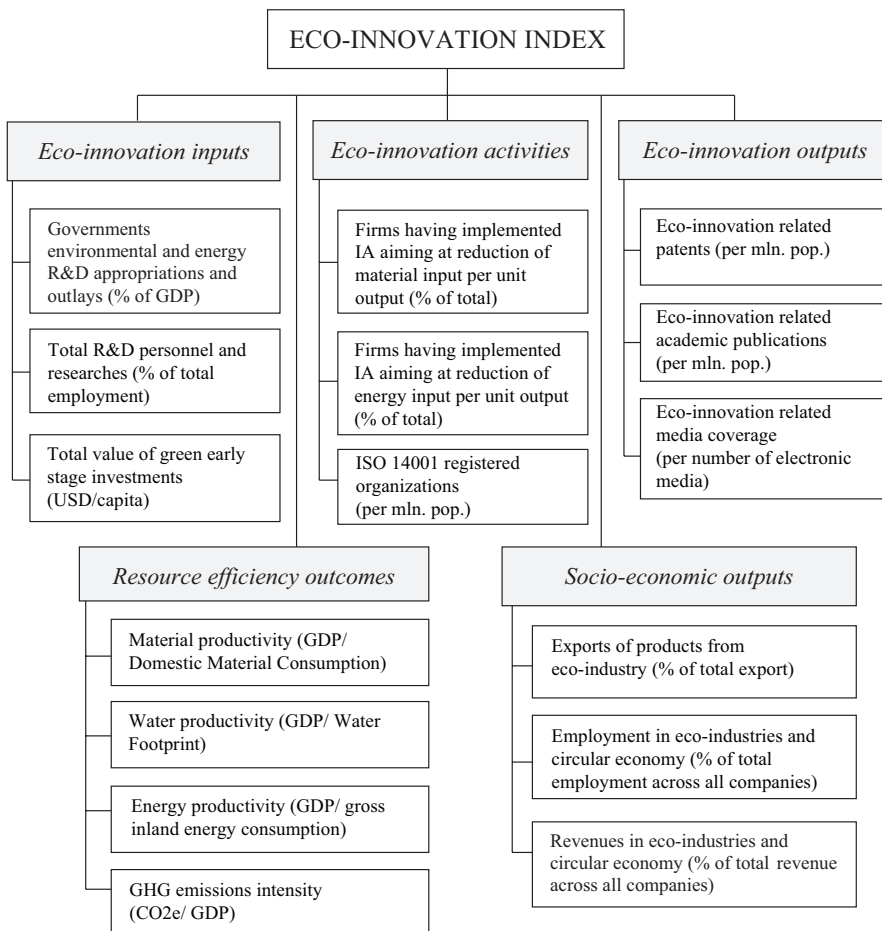 ECO-INNOVATION INDEX
Eco-innovation inputs
Governments
environmental and energy
R&D appropriations and
outlays (% of GDP)
Total R&D personnel and
researches (% of total
employment)
Total value of green early
stage investments
(USD/capita)
Eco-innovation activities
Firms having implemented
IA aiming at reduction of
material input per unit
output (% of total)
Firms having implemented
IA aiming at reduction of
energy input per unit output
(% of total)
ISO 14001 registered
organizations
(per mln. pop.)
Eco-innovation outputs
Eco-innovation related
patents (per mln. pop.)
Eco-innovation related
academic publications
(per mln. pop.)
Eco-innovation related
media coverage
(per number of electronic
media)
Resource efficiency outcomes
Material productivity (GDP/
Domestic Material Consumption)
Water productivity (GDP/ Water
Footprint)
Energy productivity (GDP/ gross
inland energy consumption)
GHG emissions intensity
(CO2e/ GDP)
Socio-economic outputs
Exports of products from
eco-industry (% of total export)
Employment in eco-industries and
circular economy (% of total
employment across all companies)
Revenues in eco-industries and
circular economy (% of total revenue
across all companies)